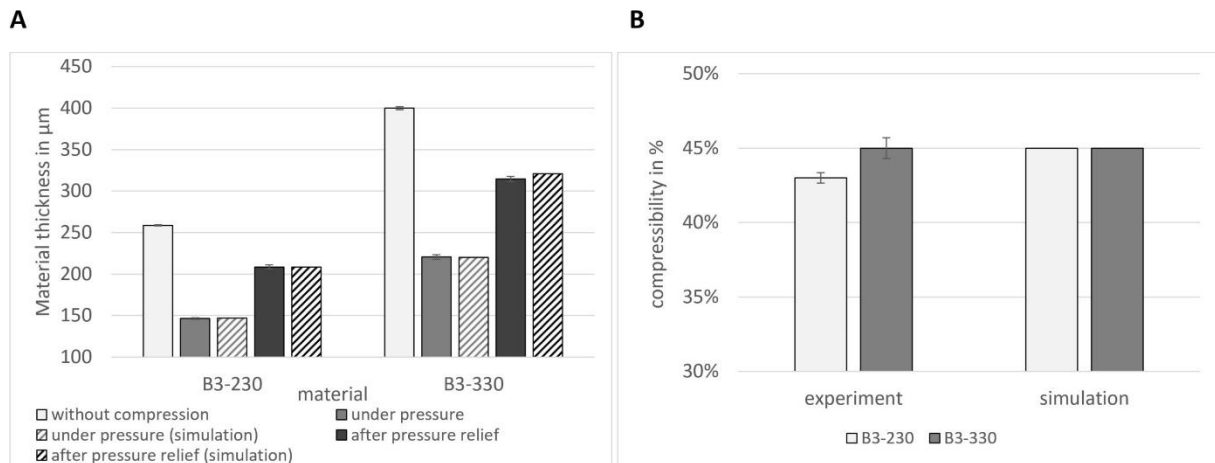 A
B
Material thickness in µm
450
400
350
300
250
200
150
100
B3-230
B3-330
material
without compression
under pressure
under pressure (simulation)
after pressure relief
after pressure relief (simulation)
compressibility in %
50%
45%
40%
35%
30%
experiment
simulation
B3-230
B3-330